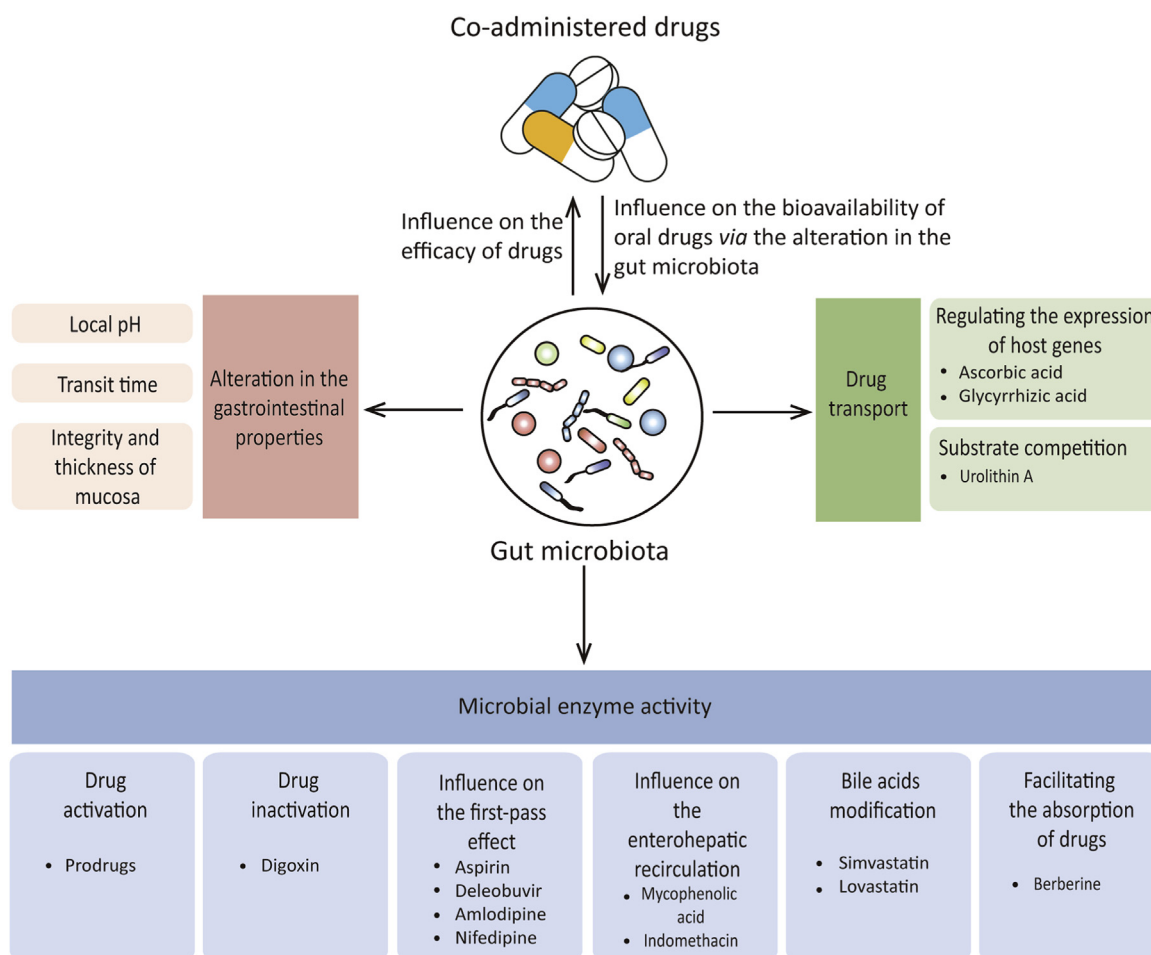 Co-administered drugs
Influence on the
efficacy of drugs
Influence on the bioavailability of
oral drugs via the alteration in the
gut microbiota
Local pH
Transit time
Integrity and
thickness of
mucosa
Alteration in the
gastrointestinal
properties
Gut microbiota
Drug
transport
Regulating the expression
of host genes
• Ascorbic acid
• Glycyrrhizic acid
Substrate competition
• Urolithin A
Microbial enzyme activity
Drug
activation
• Prodrugs
Drug
inactivation
• Digoxin
Influence on
the first-pass
effect
• Aspirin
• Deleobuvir
• Amlodipine
• Nifedipine
Influence on
the
enterohepatic
recirculation
• Mycophenolic
acid
• Indomethacin
Bile acids
modification
• Simvastatin
• Lovastatin
Facilitating
the absorption
of drugs
• Berberine